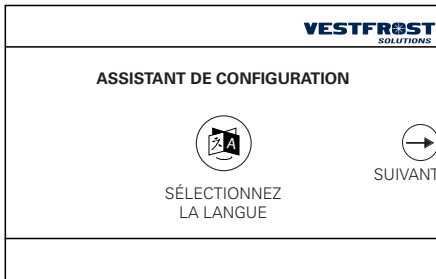 VESTFROST
SOLUTIONS
ASSISTANT DE CONFIGURATION
SÉLECTIONNEZ
LA LANGUE
SUIVANT